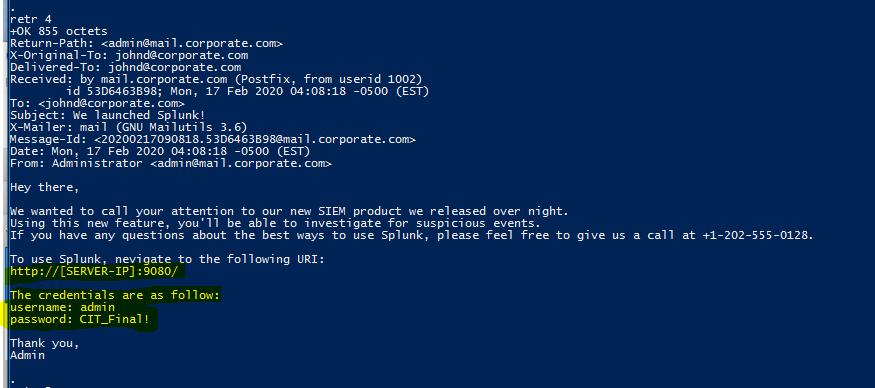 .
retr 4
+OK 855 octets
Return-Path: <admin@mail.corporate.com>
X-Original-To: johnd@corporate.com
Delivered-To: johnd@corporate.com
Received: by mail.corporate.com (Postfix, from userid 1002)
id 53D6463B98; Mon, 17 Feb 2020 04:08:18 -0500 (EST)
To: <johnd@corporate.com>
Subject: We launched Splunk!
X-Mailer: mail (GNU Mailutils 3.6)
Message-Id: <20200217090818.53D6463B98@mail.corporate.com>
Date: Mon, 17 Feb 2020 04:08:18 -0500 (EST)
From: Administrator <admin@mail.corporate.com>
Hey there,
We wanted to call your attention to our new SIEM product we released over night.
Using this new feature, you'll be able to investigate for suspicious events.
If you have any questions about the best ways to use Splunk, please feel free to give us a call at +1-202-555-0128.
To use Splunk, nevigate to the following URI:
http://[SERVER-IP]:9080/
The credentials are as follow:
username: admin
password: CIT_Final!
Thank you,
Admin
.